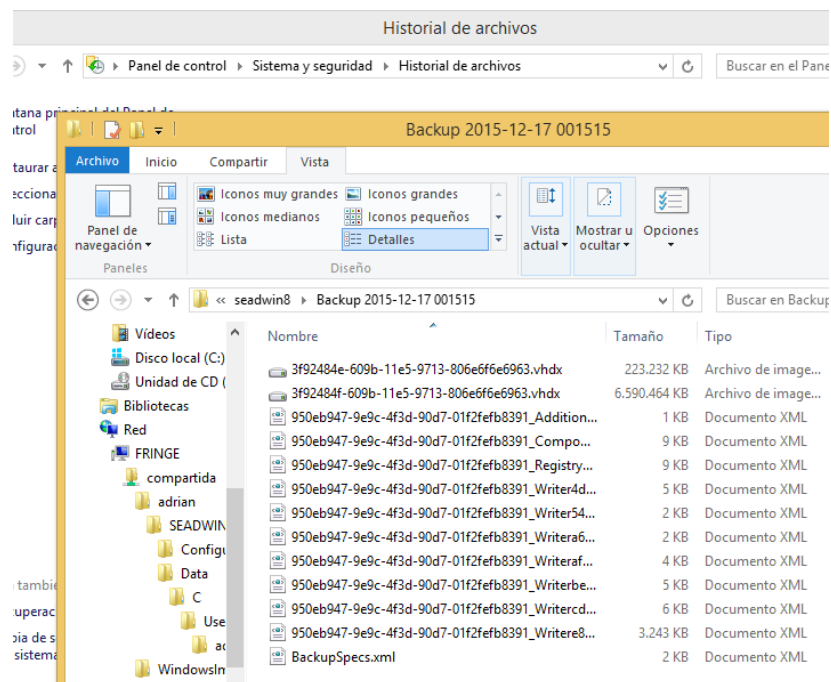 Historial de archivos
Panel de control Sistema y seguridad Historial de archivos
Buscar en el Pane
Backup 2015-12-17 001515
Archivo Inicio Compartir Vista
Panel de navegación
Iconos muy grandes Iconos grandes
Iconos medianos Iconos pequeños
Lista Detalles
Vista actual
Mostrar u ocultar
Opciones
Paneles Diseño
« seadwin8 Backup 2015-12-17 001515
Buscar en Backup
Vídeos
Disco local (C:)
Unidad de CD (
Bibliotecas
Red
FRINGE
compartida
adrian
SEADWIN
Configu
Data
C
Use
ac
WindowsIm
Nombre Tamaño Tipo
3f92484e-609b-11e5-9713-806e6f6e6963.vhdx 223.232 KB Archivo de image...
3f92484f-609b-11e5-9713-806e6f6e6963.vhdx 6.590.464 KB Archivo de image...
950eb947-9e9c-4f3d-90d7-01f2fefb8391_Addition... 1 KB Documento XML
950eb947-9e9c-4f3d-90d7-01f2fefb8391_Compo... 9 KB Documento XML
950eb947-9e9c-4f3d-90d7-01f2fefb8391_Registry... 9 KB Documento XML
950eb947-9e9c-4f3d-90d7-01f2fefb8391_Writer4d... 5 KB Documento XML
950eb947-9e9c-4f3d-90d7-01f2fefb8391_Writer54... 2 KB Documento XML
950eb947-9e9c-4f3d-90d7-01f2fefb8391_Writera6... 2 KB Documento XML
950eb947-9e9c-4f3d-90d7-01f2fefb8391_Writeraf... 4 KB Documento XML
950eb947-9e9c-4f3d-90d7-01f2fefb8391_Writerbe... 5 KB Documento XML
950eb947-9e9c-4f3d-90d7-01f2fefb8391_Writercd... 6 KB Documento XML
950eb947-9e9c-4f3d-90d7-01f2fefb8391_Writere8... 3.243 KB Documento XML
BackupSpecs.xml 2 KB Documento XML